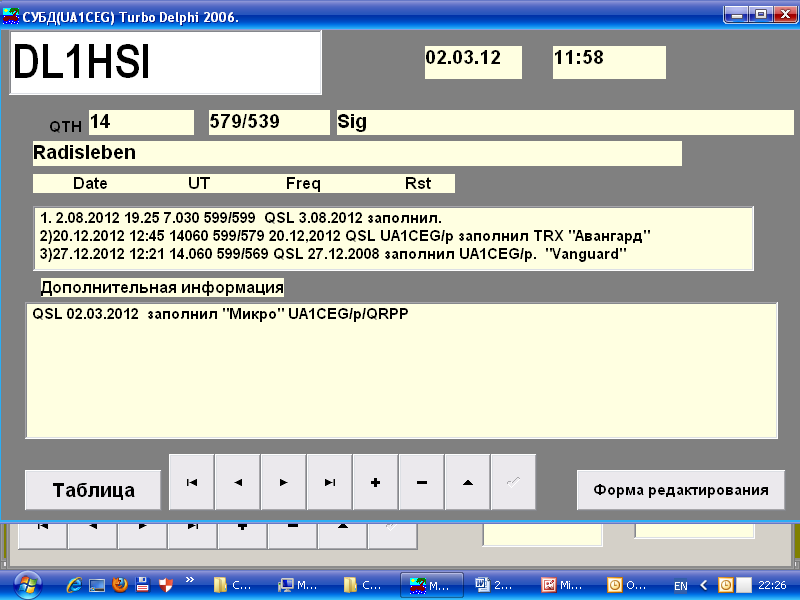 СУБД(UA1CEG) Turbo Delphi 2006.
DL1HSI
02.03.12
11:58
QTH 14 579/539 Sig
Radisleben
Date UT Freq Rst
1. 2.08.2012 19.25 7.030 599/599 QSL 3.08.2012 заполнил.
2)20.12.2012 12:45 14060 599/579 20.12,2012 QSL UA1CEG/р заполнил TRX "Авангард"
3)27.12.2012 12:21 14.060 599/569 QSL 27.12.2008 заполнил UA1CEG/р. "Vanguard"
Дополнительная информация
QSL 02.03.2012 заполнил "Микро" UA1CEG/p/QRPP
Таблица
Форма редактирования
С... М... С... М... 2... Mi... O... EN 22:26